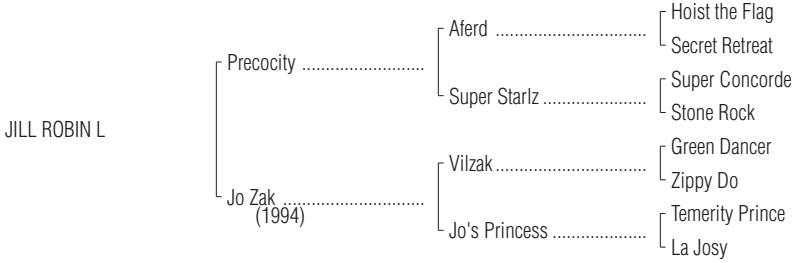 Hoist the Flag
Aferd ..............................
Secret Retreat
Precocity ........................
Super Concorde
Super Starlz ....................
Stone Rock
JILL ROBIN L
Green Dancer
Vilzak..............................
Zippy Do
Jo Zak ............................
(1994)
Temerity Prince
Jo's Princess ..................
La Josy